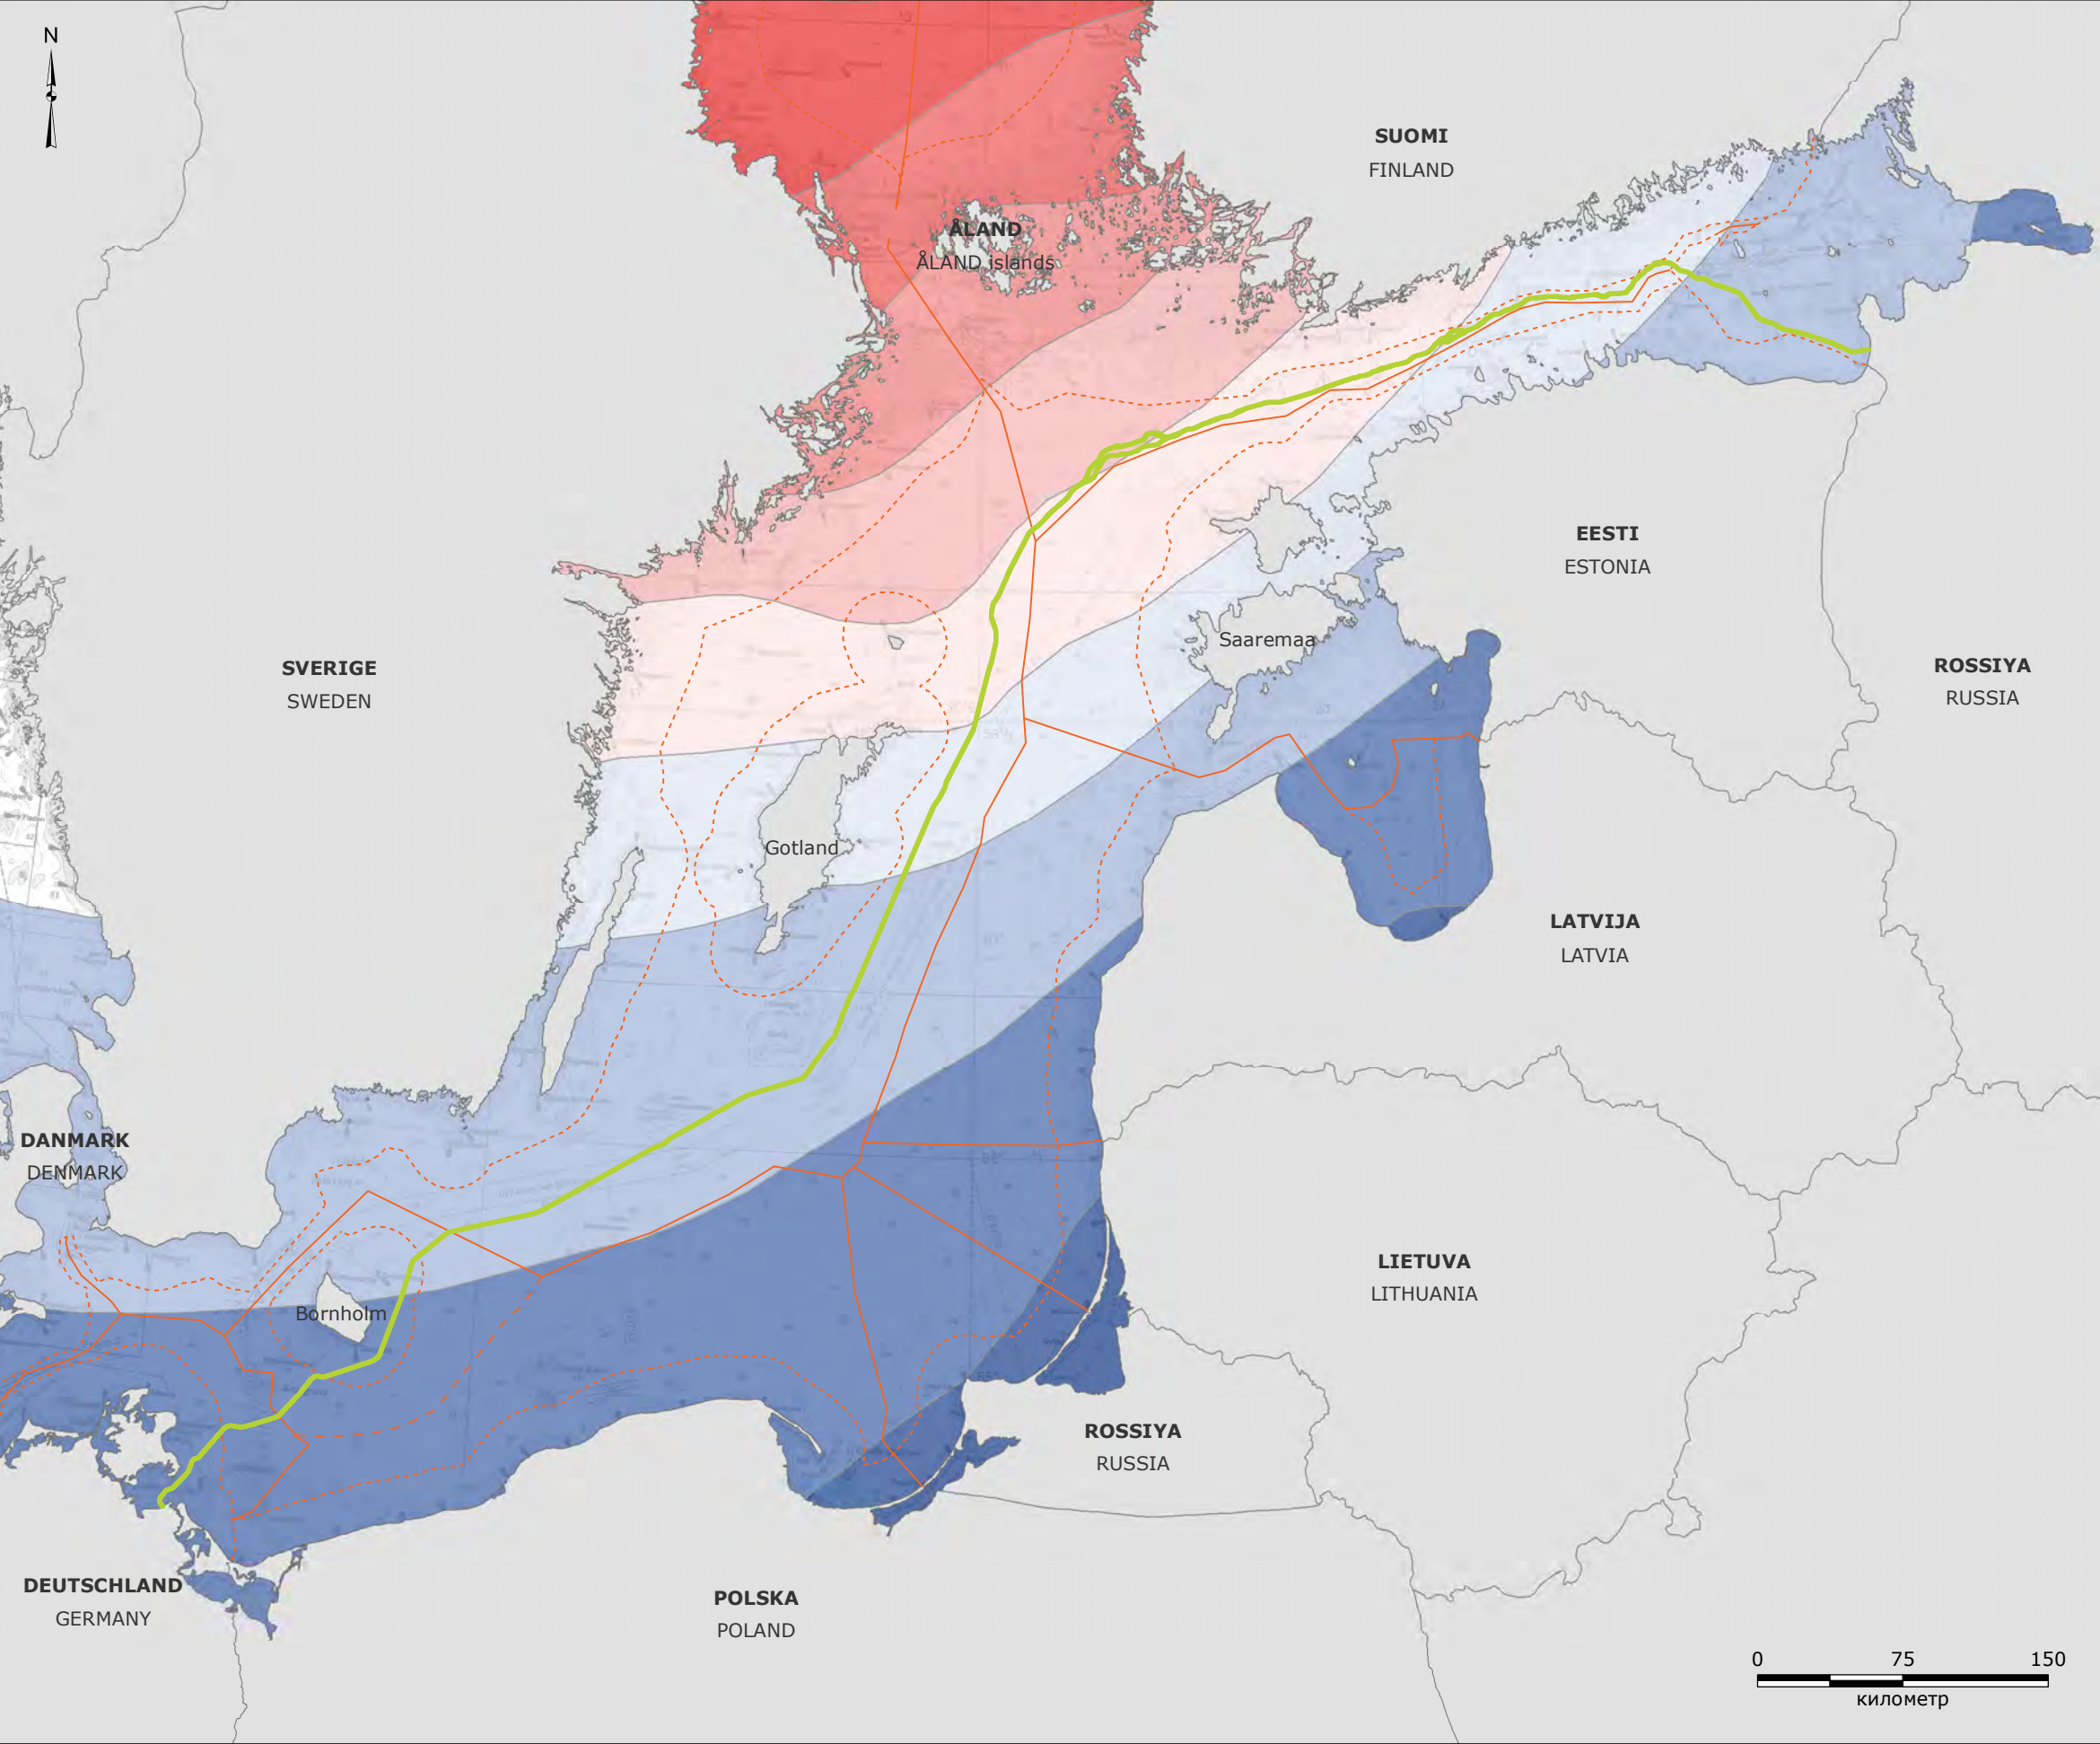 N
SUOMI
FINLAND
ÅLAND
ÅLAND islands
EESTI
ESTONIA
Saaremaa
ROSSIYA
RUSSIA
SVERIGE
SWEDEN
Gotland
LATVIJA
LATVIA
DANMARK
DENMARK
LIETUVA
LITHUANIA
Bornholm
ROSSIYA
RUSSIA
DEUTSCHLAND
GERMANY
POLSKA
POLAND
0 75 150
километр